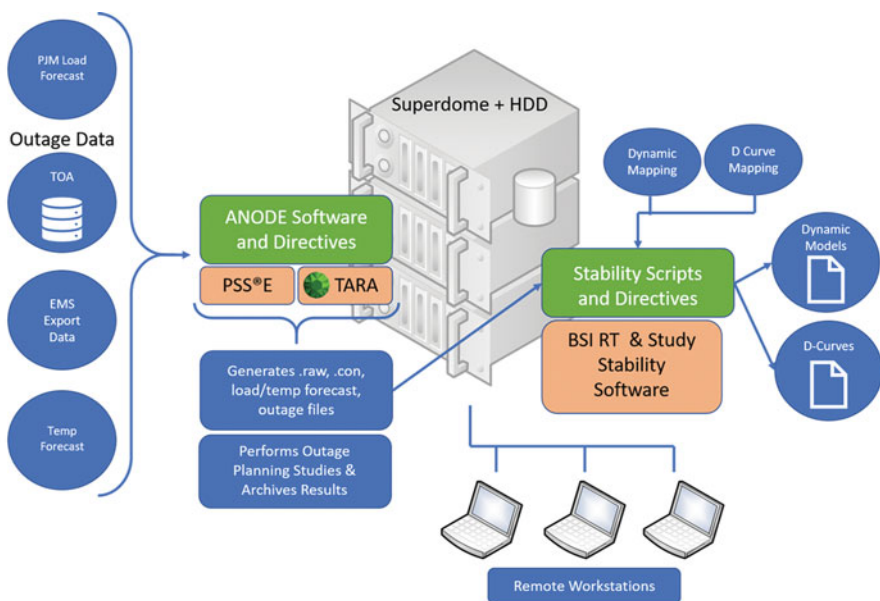 PJM Load
Forecast
Outage Data
TOA
EMS
Export
Data
Temp
Forecast
Superdome + HDD
ANODE Software
and Directives
PSS®E
TARA
Generates .raw, .con,
load/temp forecast,
outage files
Performs Outage
Planning Studies &
Archives Results
Dynamic
Mapping
D Curve
Mapping
Stability Scripts
and Directives
BSI RT & Study
Stability
Software
Dynamic
Models
D-Curves
Remote Workstations